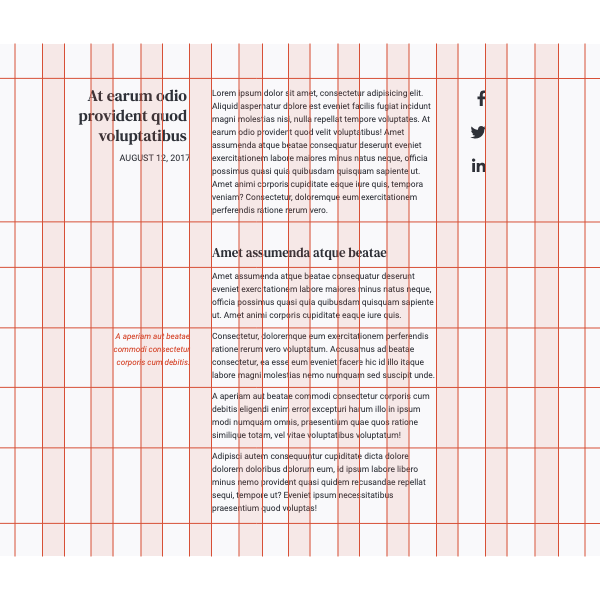 At earum odio
provident quod
voluptatibus
AUGUST 12, 2017
Lorem ipsum dolor sit amet, consectetur adipisicing elit.
Aliquid aspernatur dolore est eveniet facilis fugiat incidunt
magni molestias nisi, nulla repellat tempore voluptates. At
earum odio provident quod velit voluptatibus! Amet
assumenda atque beatae consequatur deserunt eveniet
exercitationem labore maiores minus natus neque, officia
possimus quasi quia quibusdam quisquam sapiente ut.
Amet animi corporis cupiditate eaque iure quis, tempora
veniam? Consectetur, doloremque eum exercitationem
perferendis ratione rerum vero.
Amet assumenda atque beatae
Amet assumenda atque beatae consequatur deserunt
eveniet exercitationem labore maiores minus natus neque,
officia possimus quasi quia quibusdam quisquam sapiente
ut. Amet animi corporis cupiditate eaque iure quis.
A aperiam aut beatae
commodi consectetur
corporis cum debitis.
Consectetur, doloremque eum exercitationem perferendis
ratione rerum vero voluptatum. Accusamus ad beatae
consectetur, ea esse eum eveniet facere hic id illo itaque
labore magni molestias nemo numquam sed suscipit unde.
A aperiam aut beatae commodi consectetur corporis cum
debitis eligendi enim error excepturi harum illo in ipsum
modi numquam omnis, praesentium quae quos ratione
similique totam, vel vitae voluptatibus voluptatum!
Adipisci autem consequuntur cupiditate dicta dolore
dolorem doloribus dolorum eum, id ipsum labore libero
minus nemo provident quasi quidem recusandae repellat
sequi, tempore ut? Eveniet ipsum necessitatibus
praesentium quod voluptas!